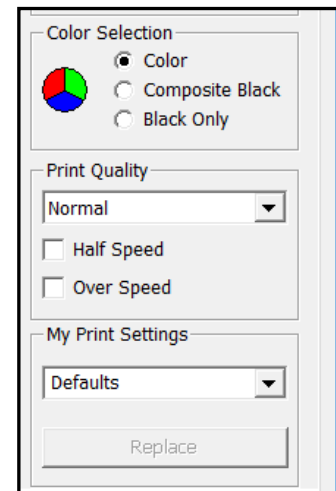 Color Selection
Color
Composite Black
Black Only
Print Quality
Normal
Half Speed
Over Speed
My Print Settings
Defaults
Replace